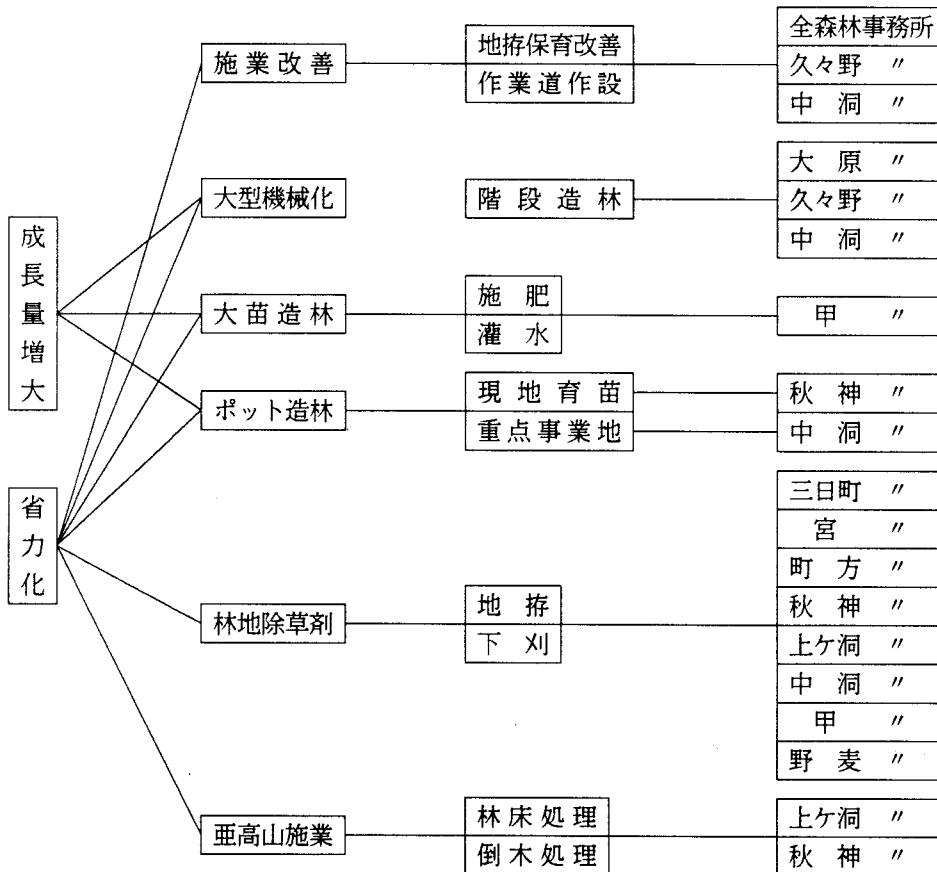 成長量増大
省力化
施業改善
大型機械化
大苗造林
ポット造林
林地除草剤
亜高山施業
地拵保育改善
作業道作設
階段造林
施肥
灌水
現地育苗
重点事業地
地拵
下刈
林床処理
倒木処理
全森林事務所
久々野 〃
中洞 〃
大原 〃
久々野 〃
中洞 〃
甲 〃
秋神 〃
中洞 〃
三日町 〃
宮 〃
町方 〃
秋神 〃
上ケ洞 〃
中洞 〃
甲 〃
野麦 〃
上ケ洞 〃
秋神 〃